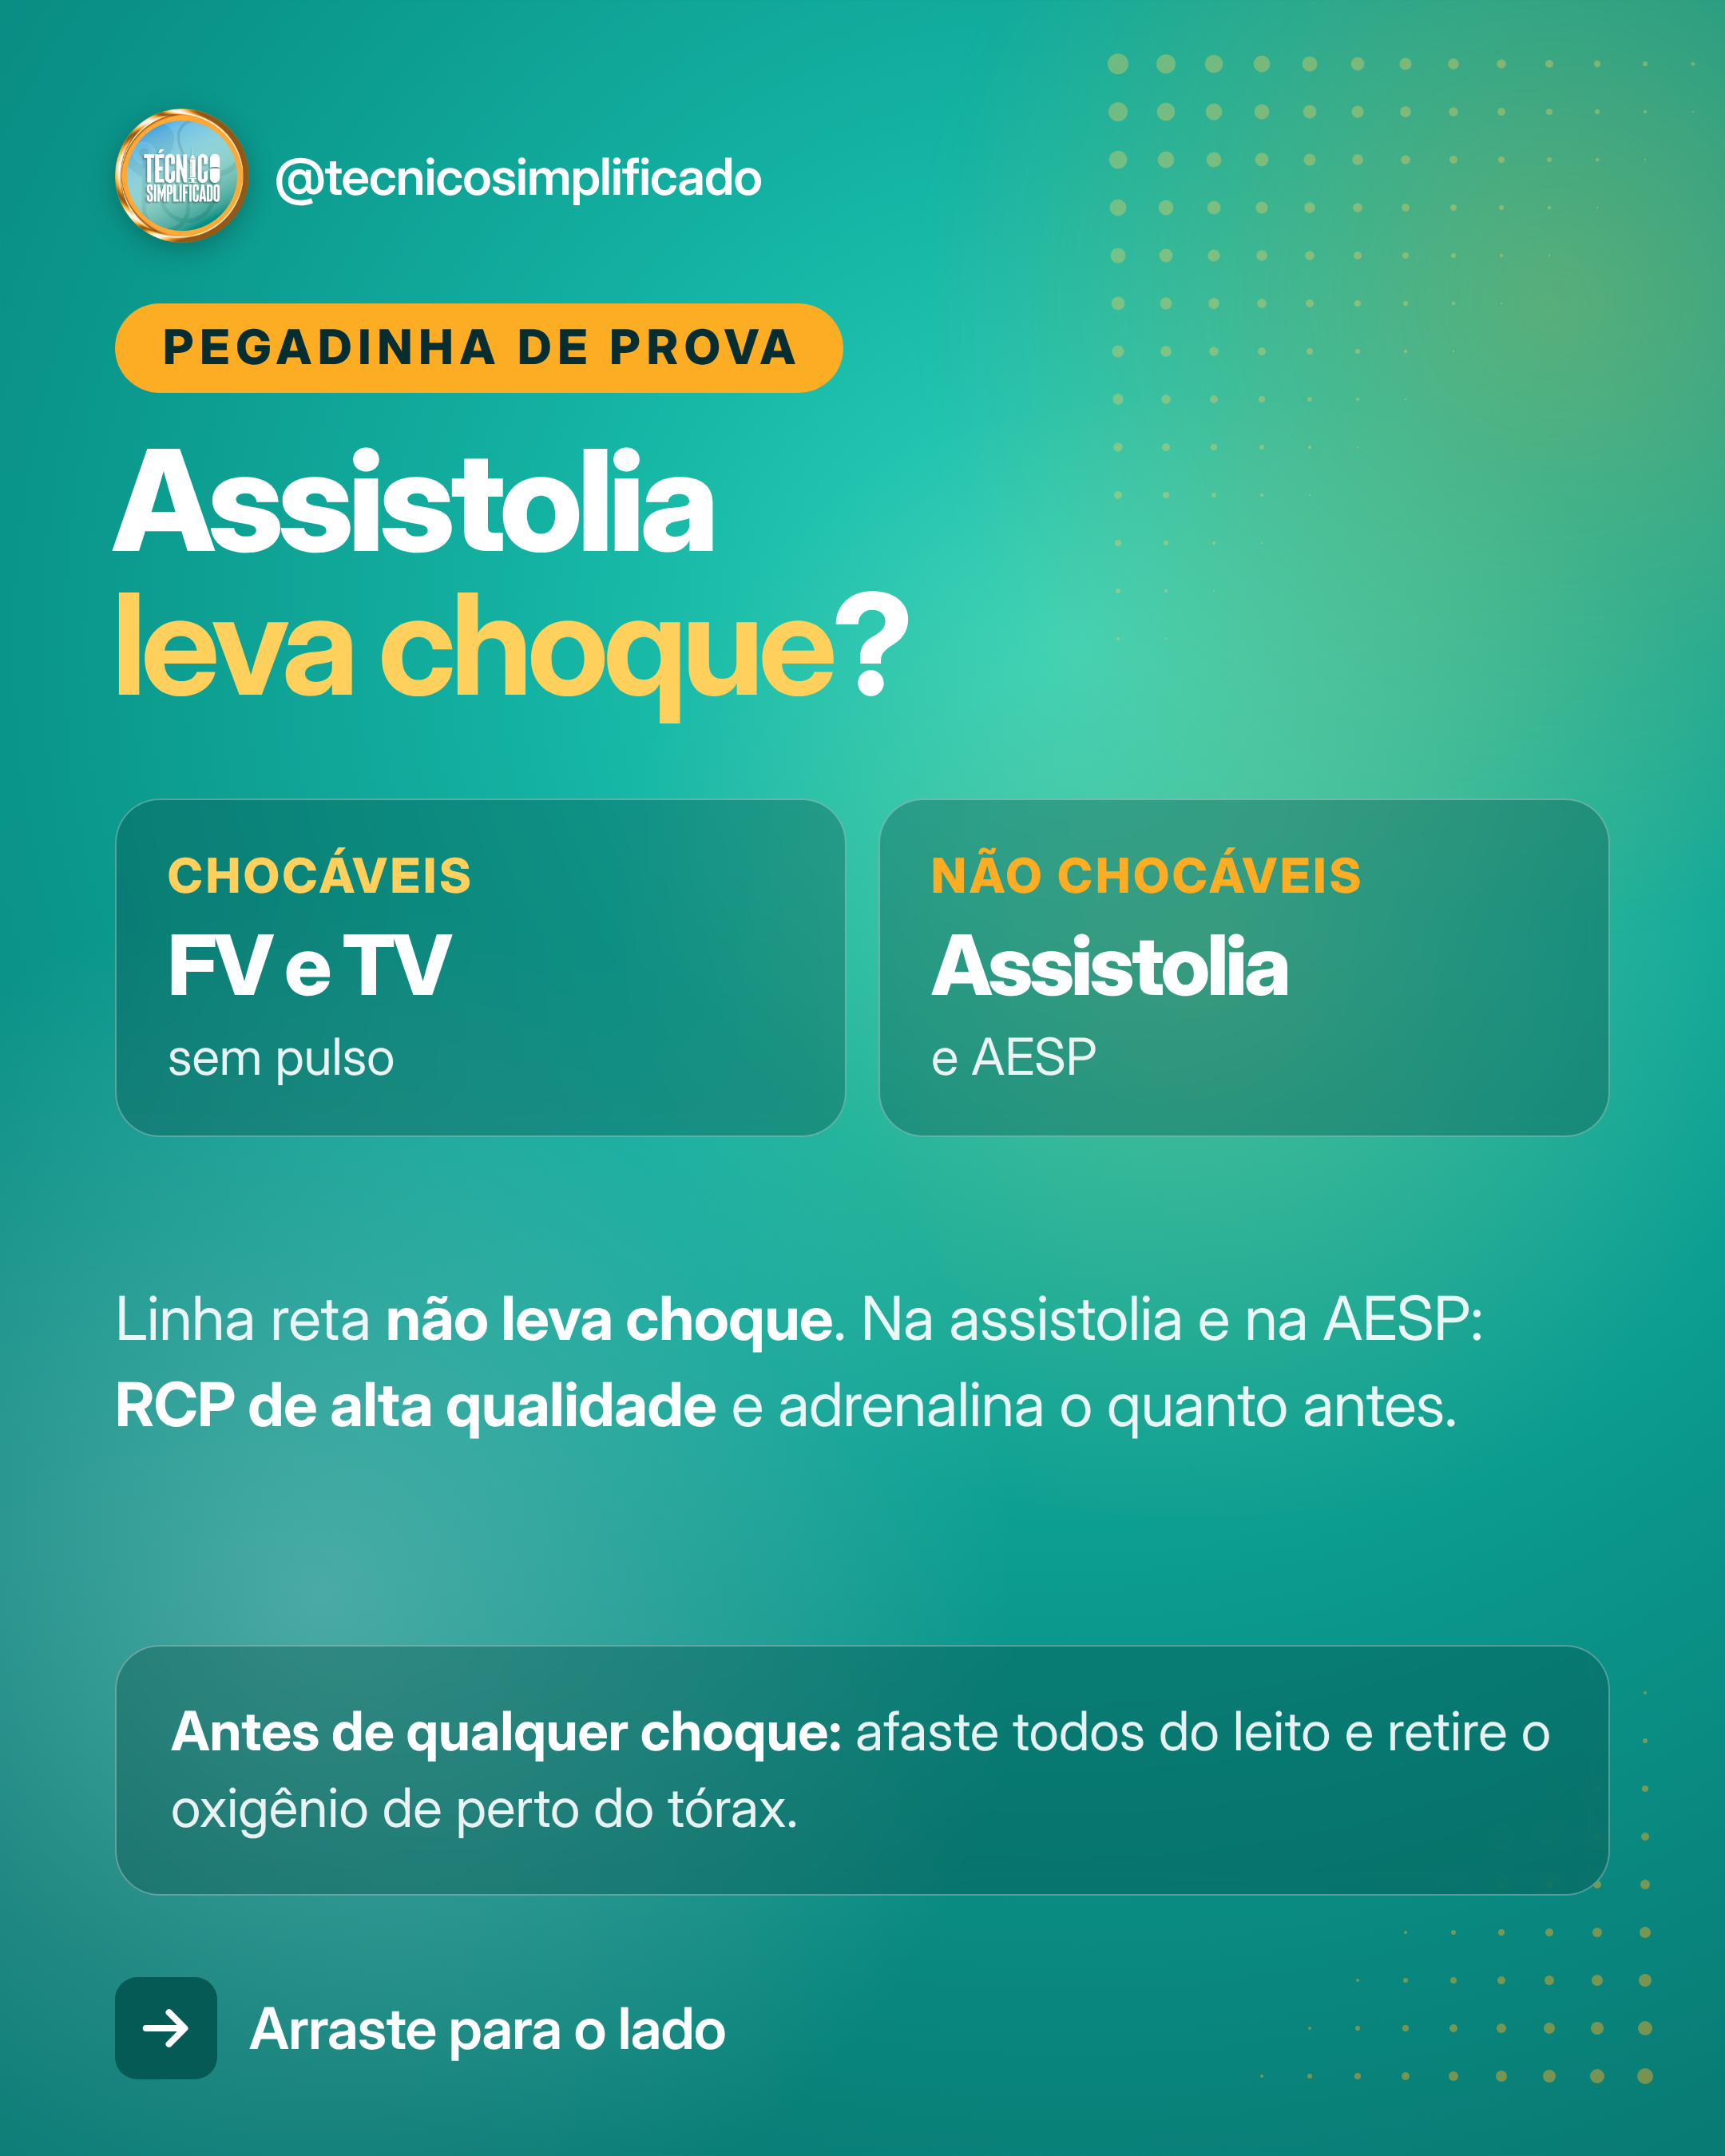 TÉCNICO
SIMPLIFICADO
@tecnicosimplificado
PEGADINHA DE PROVA
Assistolia
leva choque?
CHOCÁVEIS
FV e TV
sem pulso
NÃO CHOCÁVEIS
Assistolia
e AESP
Linha reta não leva choque. Na assistolia e na AESP:
RCP de alta qualidade e adrenalina o quanto antes.
Antes de qualquer choque: afaste todos do leito e retire o
oxigênio de perto do tórax.
Arraste para o lado